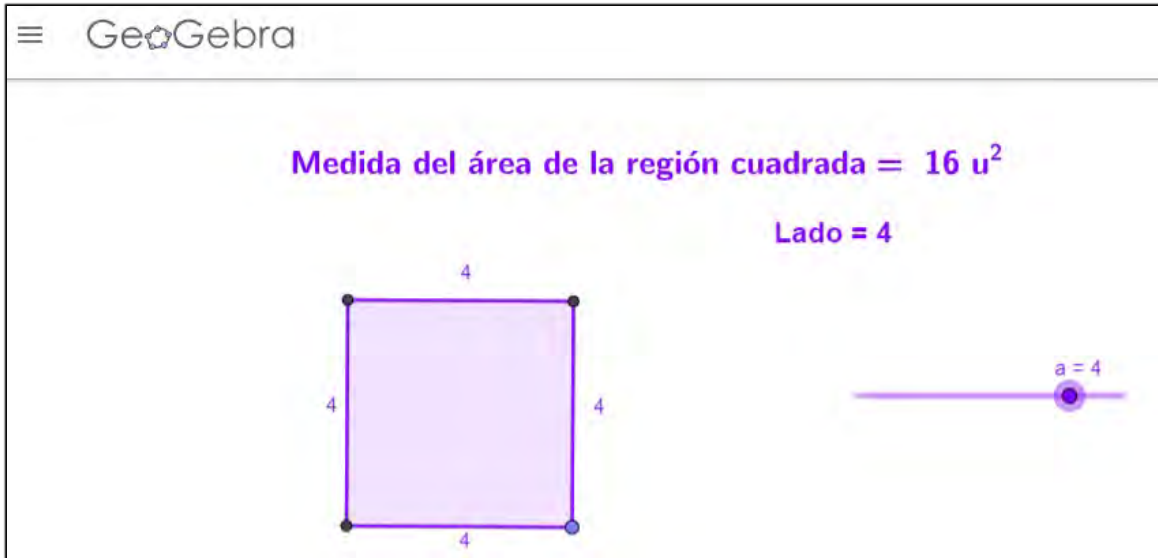 GeoGebra
Medida del área de la región cuadrada = 16 u²
Lado = 4
4
a = 4
4
4
4